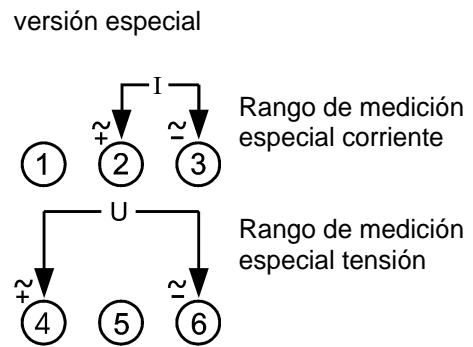 versión especial
I
Rango de medición
especial corriente
≃ + ≃ −
1 2 3
U
Rango de medición
especial tensión
≃ + ≃ −
4 5 6